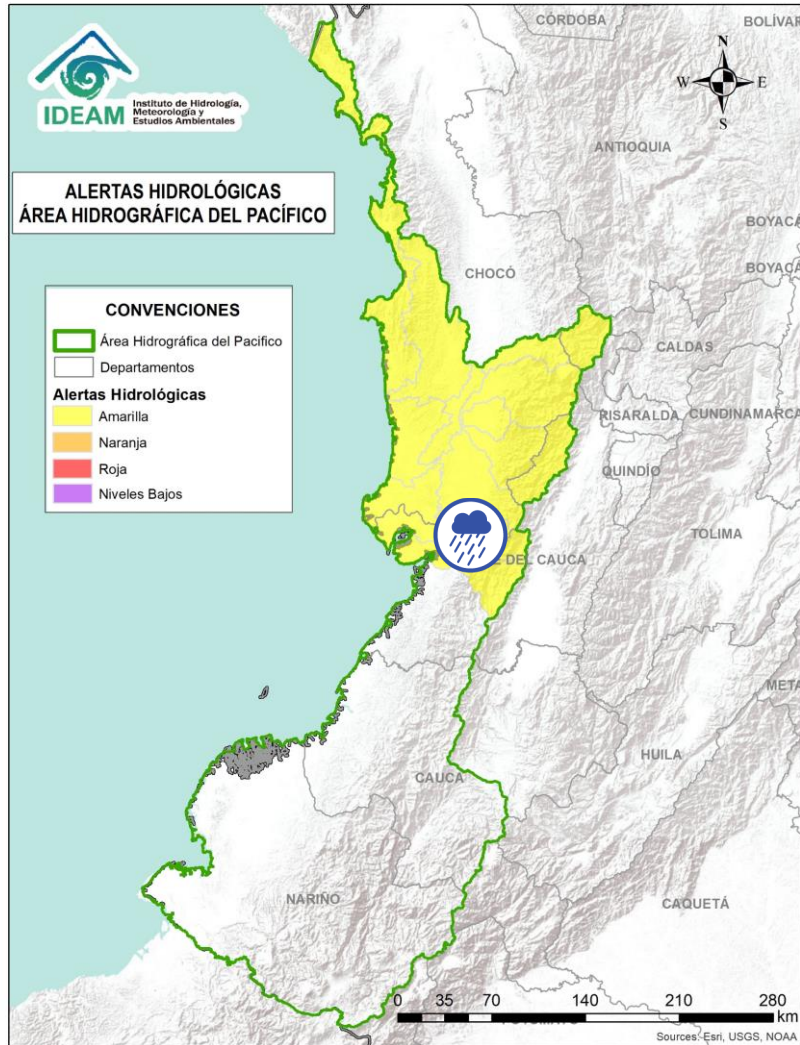 IDEAM
Instituto de Hidrología,
Meteorología y
Estudios Ambientales
ALERTAS HIDROLÓGICAS
ÁREA HIDROGRÁFICA DEL PACÍFICO
CONVENCIONES
Área Hidrográfica del Pacifico
Departamentos
Alertas Hidrológicas
Amarilla
Naranja
Roja
Niveles Bajos
N
W E
S
CÓRDOBA
BOLÍVAR
ANTIOQUIA
BOYACÁ
BOYACÁ
CHOCÓ
CALDAS
RISARALDA
CUNDINAMARCA
QUINDÍO
TOLIMA
E DEL CAUCA
META
HUILA
CAUCA
NARIÑO
CAQUETÁ
0 35 70 140 210 280
km
Sources: Esri, USGS, NOAA